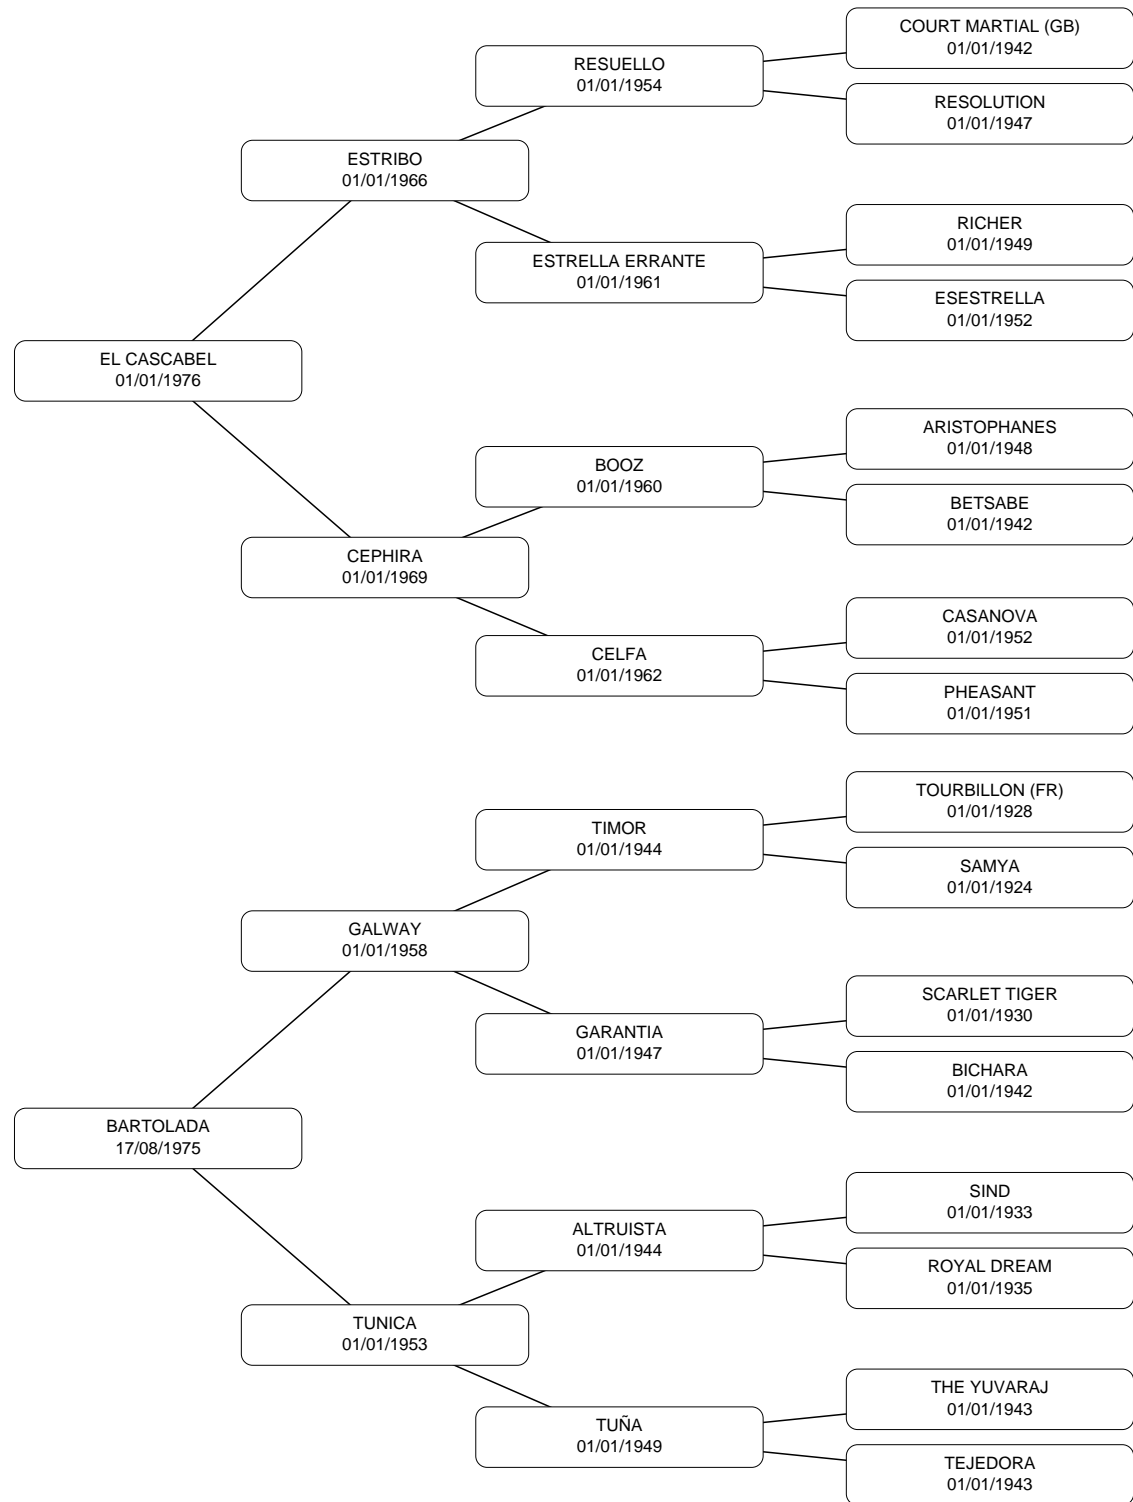 COURT MARTIAL (GB)
01/01/1942
RESUELLO
01/01/1954
RESOLUTION
01/01/1947
ESTRIBO
01/01/1966
RICHER
01/01/1949
ESTRELLA ERRANTE
01/01/1961
ESESTRELLA
01/01/1952
EL CASCABEL
01/01/1976
ARISTOPHANES
01/01/1948
BOOZ
01/01/1960
BETSABE
01/01/1942
CEPHIRA
01/01/1969
CASANOVA
01/01/1952
CELFA
01/01/1962
PHEASANT
01/01/1951
TOURBILLON (FR)
01/01/1928
TIMOR
01/01/1944
SAMYA
01/01/1924
GALWAY
01/01/1958
SCARLET TIGER
01/01/1930
GARANTIA
01/01/1947
BICHARA
01/01/1942
BARTOLADA
17/08/1975
SIND
01/01/1933
ALTRUISTA
01/01/1944
ROYAL DREAM
01/01/1935
TUNICA
01/01/1953
THE YUVARAJ
01/01/1943
TUÑA
01/01/1949
TEJEDORA
01/01/1943